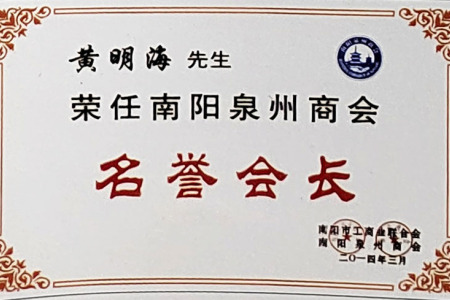 黄明海 先生
荣任南阳泉州商会
名誉会长
南阳市工商业联合会
南阳泉州商会
二〇一四年三月